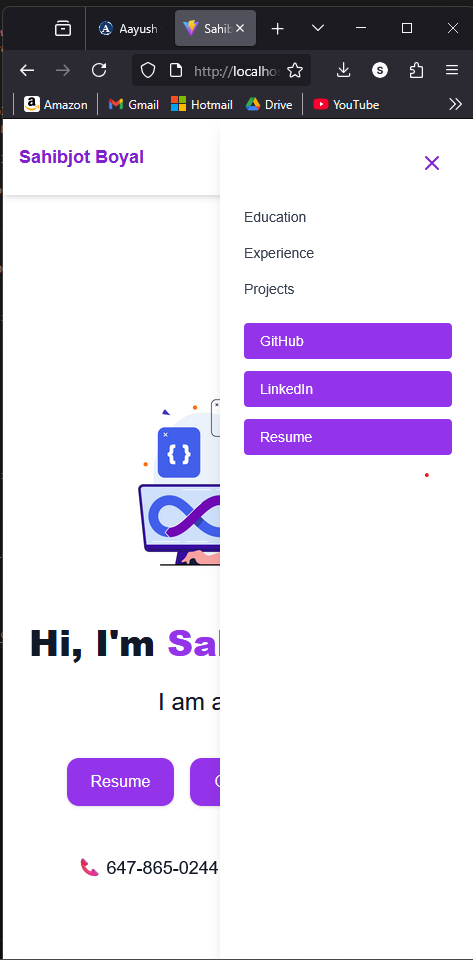 Aayush
Sahib
http://localho
S
Amazon
Gmail
Hotmail
Drive
YouTube
Sahibjot Boyal
Education
Experience
Projects
GitHub
LinkedIn
Resume
{ }
Hi, I'm Sa
I am a
Resume
647-865-0244